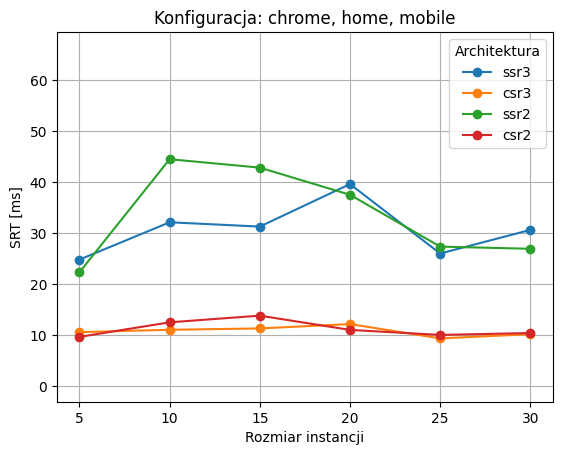 Konfiguracja: chrome, home, mobile
Architektura
ssr3
csr3
ssr2
csr2
SRT [ms]
60
50
40
30
20
10
0
5 10 15 20 25 30
Rozmiar instancji